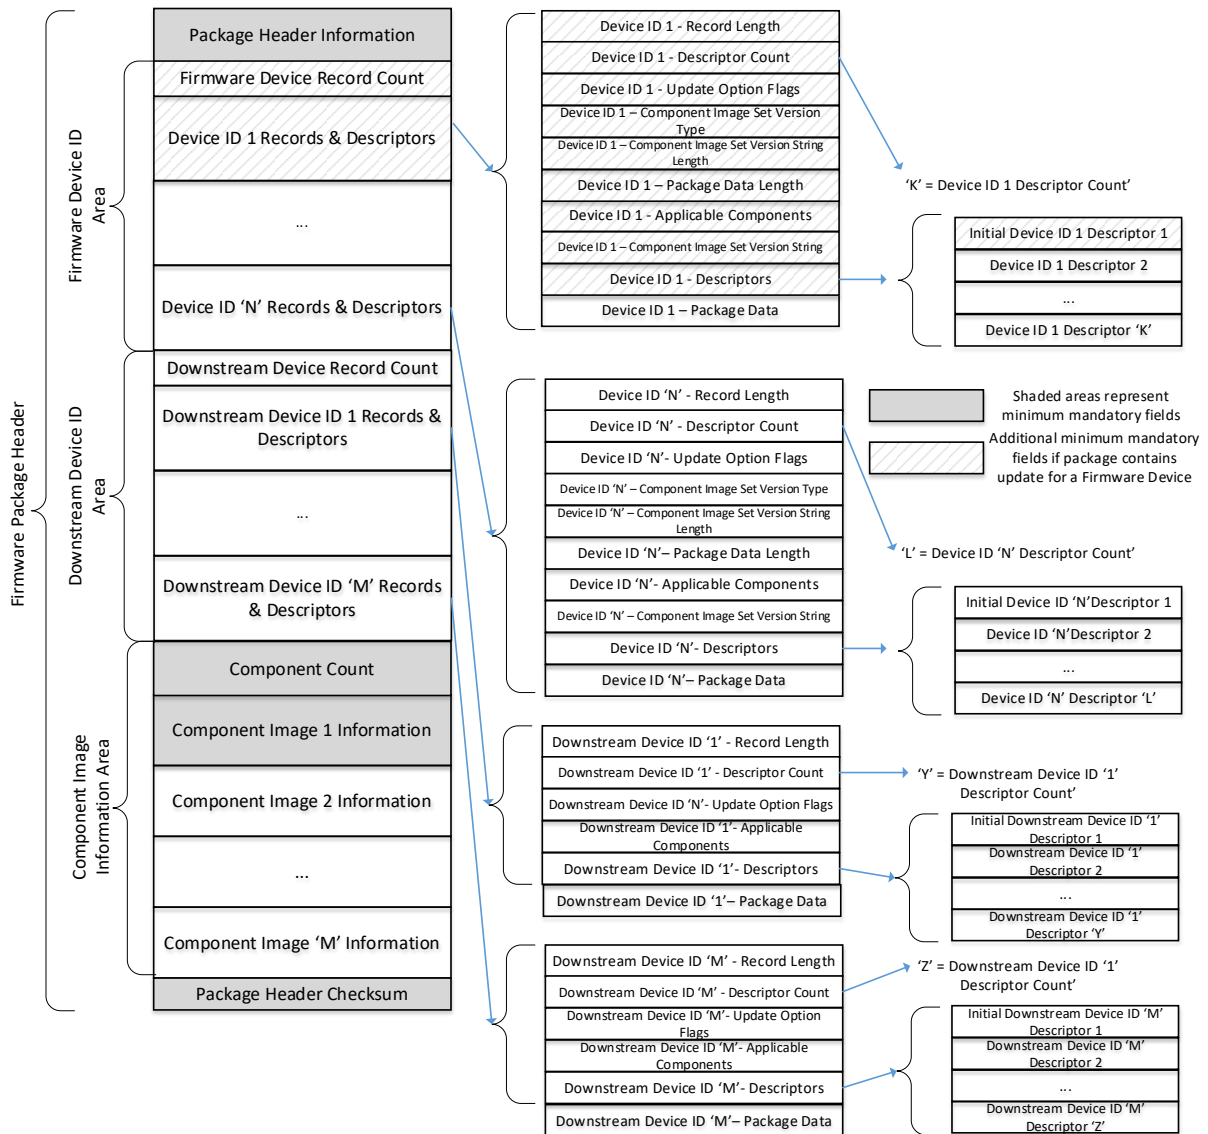 Firmware Package Header
Firmware Device ID
Area
Downstream Device ID
Area
Component Image
Information Area
Package Header Information
Firmware Device Record Count
Device ID 1 Records & Descriptors
...
Device ID ‘N’ Records & Descriptors
Downstream Device Record Count
Downstream Device ID 1 Records &
Descriptors
...
Downstream Device ID ‘M’ Records
& Descriptors
Component Count
Component Image 1 Information
Component Image 2 Information
...
Component Image ‘M’ Information
Package Header Checksum
Device ID 1 - Record Length
Device ID 1 - Descriptor Count
Device ID 1 - Update Option Flags
Device ID 1 – Component Image Set Version
Type
Device ID 1 – Component Image Set Version String
Length
Device ID 1 – Package Data Length
Device ID 1 - Applicable Components
Device ID 1 – Component Image Set Version String
Device ID 1 - Descriptors
Device ID 1 – Package Data
‘K’ = Device ID 1 Descriptor Count’
Initial Device ID 1 Descriptor 1
Device ID 1 Descriptor 2
...
Device ID 1 Descriptor ‘K’
Shaded areas represent
minimum mandatory fields
Additional minimum mandatory
fields if package contains
update for a Firmware Device
Device ID ‘N’ - Record Length
Device ID ‘N’ - Descriptor Count
Device ID ‘N’- Update Option Flags
Device ID ‘N’ – Component Image Set Version Type
Device ID ‘N’ – Component Image Set Version String
Length
Device ID ‘N’– Package Data Length
Device ID ‘N’- Applicable Components
Device ID ‘N’ – Component Image Set Version String
Device ID ‘N’- Descriptors
Device ID ‘N’– Package Data
‘L’ = Device ID ‘N’ Descriptor Count’
Initial Device ID ‘N’Descriptor 1
Device ID ‘N’Descriptor 2
...
Device ID ‘N’ Descriptor ‘L’
Downstream Device ID ‘1’ - Record Length
Downstream Device ID ‘1’ - Descriptor Count
Downstream Device ID ‘N’- Update Option Flags
Downstream Device ID ‘1’- Applicable
Components
Downstream Device ID ‘1’- Descriptors
Downstream Device ID ‘1’– Package Data
‘Y’ = Downstream Device ID ‘1’
Descriptor Count’
Initial Downstream Device ID ‘1’
Descriptor 1
Downstream Device ID ‘1’
Descriptor 2
...
Downstream Device ID ‘1’
Descriptor ‘Y’
Downstream Device ID ‘M’ - Record Length
Downstream Device ID ‘M’ - Descriptor Count
Downstream Device ID ‘M’- Update Option
Flags
Downstream Device ID ‘M’- Applicable
Components
Downstream Device ID ‘M’- Descriptors
Downstream Device ID ‘M’– Package Data
‘Z’ = Downstream Device ID ‘1’
Descriptor Count’
Initial Downstream Device ID ‘M’
Descriptor 1
Downstream Device ID ‘M’
Descriptor 2
...
Downstream Device ID ‘M’
Descriptor ‘Z’